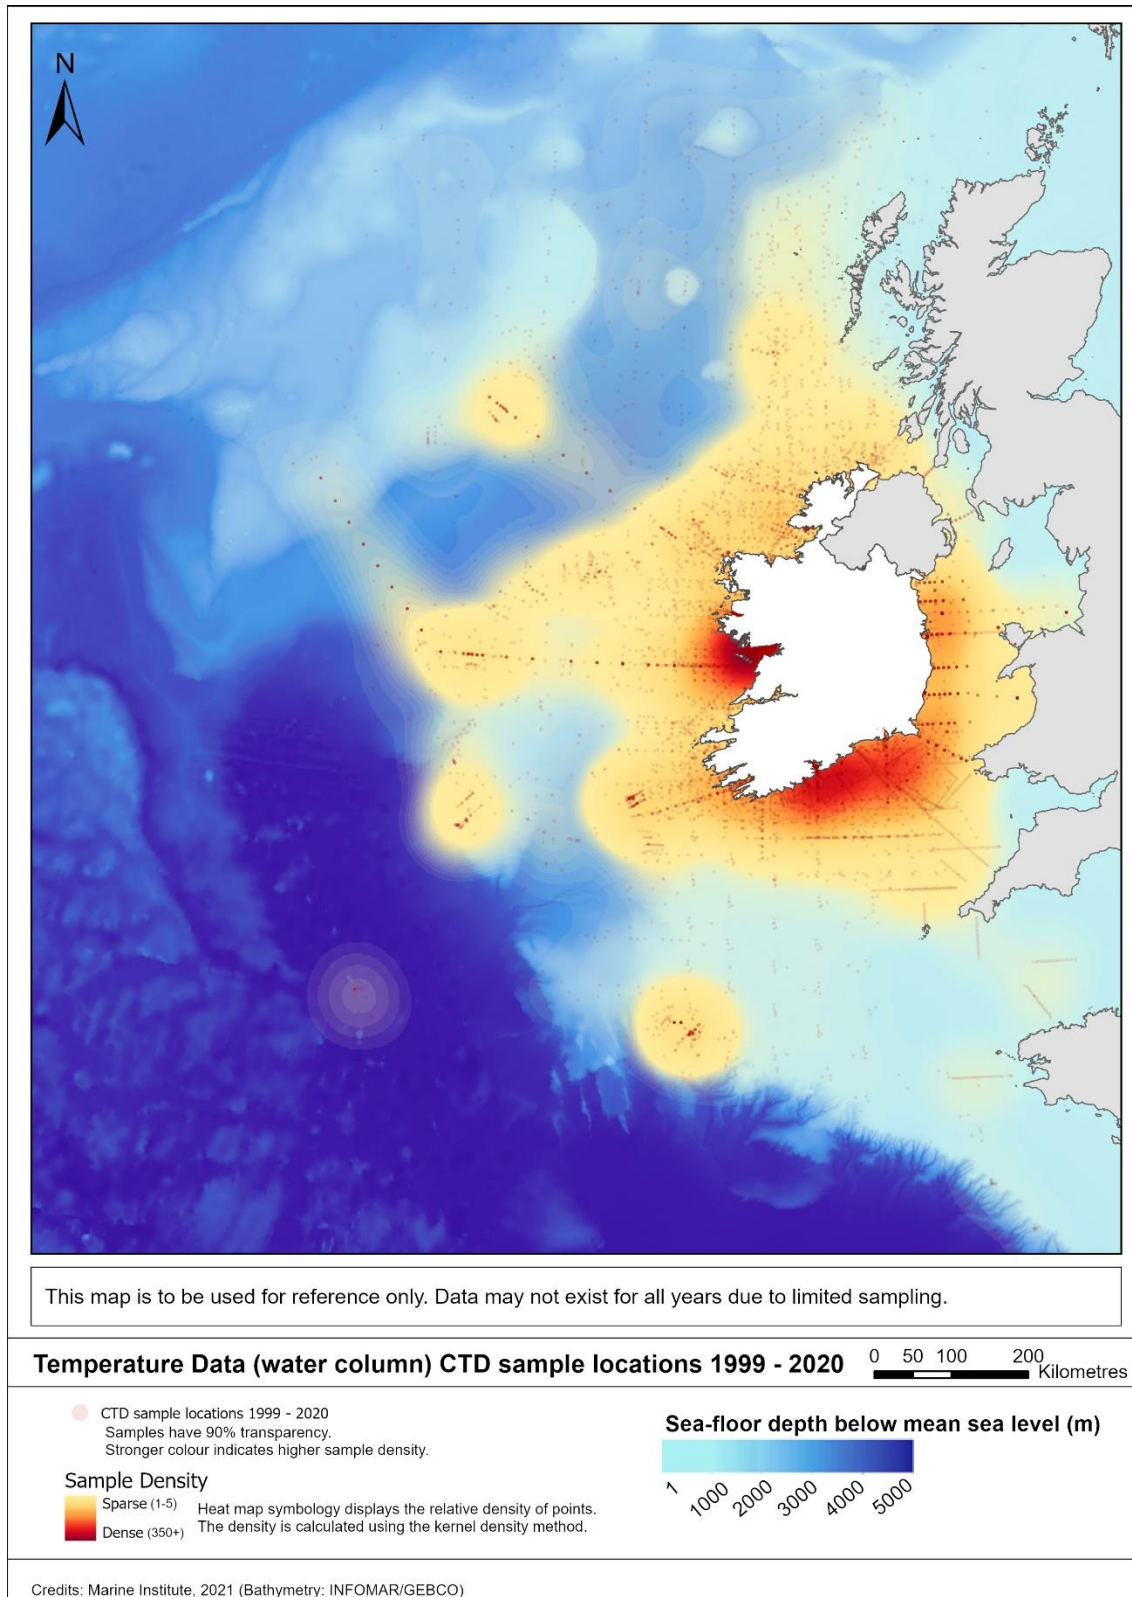 N
This map is to be used for reference only. Data may not exist for all years due to limited sampling.
Temperature Data (water column) CTD sample locations 1999 - 2020
0 50 100 200
Kilometres
CTD sample locations 1999 - 2020
Samples have 90% transparency.
Stronger colour indicates higher sample density.
Sample Density
Sparse (1-5)
Dense (350+)
Heat map symbology displays the relative density of points.
The density is calculated using the kernel density method.
Sea-floor depth below mean sea level (m)
1 1000 2000 3000 4000 5000
Credits: Marine Institute, 2021 (Bathymetry: INFOMAR/GEBCO)